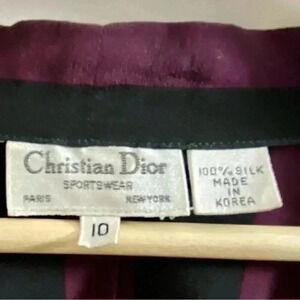 Christian Dior
SPORTSWEAR
PARIS NEW YORK
10
100% SILK
MADE
IN
KOREA